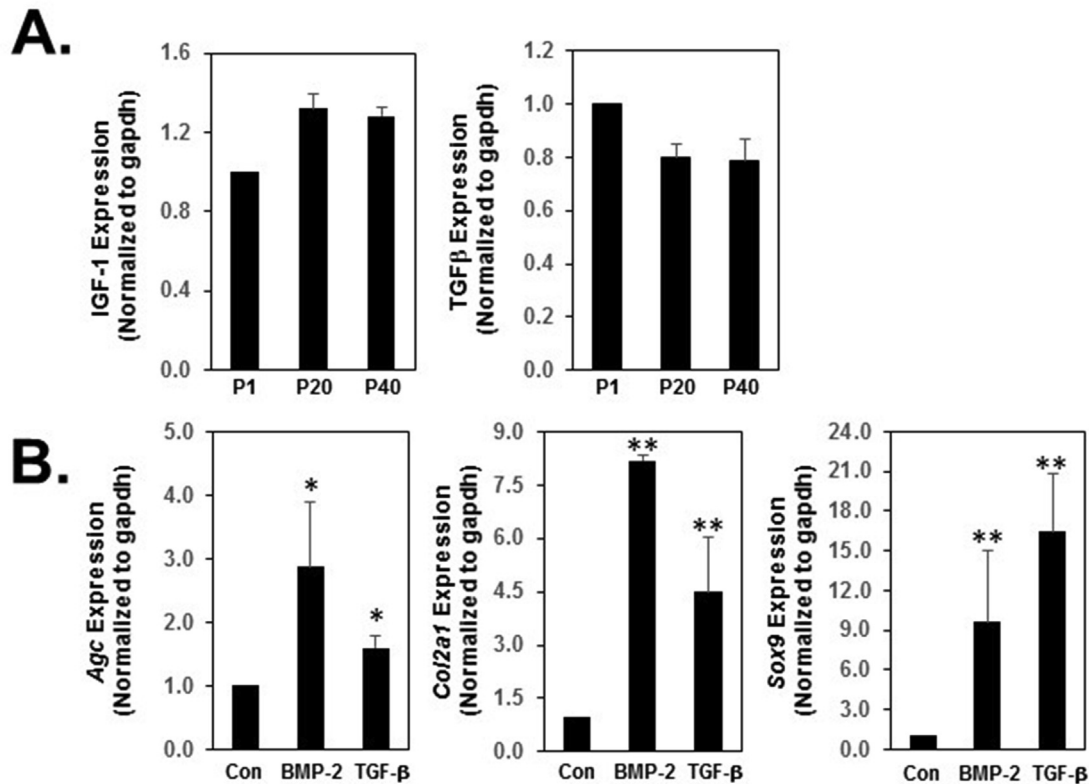 A.
IGF-1 Expression
(Normalized to gapdh)
1.6
1.2
0.8
0.4
0.0
P1 P20 P40
TGFβ Expression
(Normalized to gapdh)
1.2
1.0
0.8
0.6
0.4
0.2
0.0
P1 P20 P40
B.
Agc Expression
(Normalized to gapdh)
5.0
4.0
3.0
2.0
1.0
0.0
* *
Con BMP-2 TGF-β
Col2a1 Expression
(Normalized to gapdh)
9.0
7.5
6.0
4.5
3.0
1.5
0.0
** **
Con BMP-2 TGF-β
Sox9 Expression
(Normalized to gapdh)
24.0
21.0
18.0
15.0
12.0
9.0
6.0
3.0
0.0
** **
Con BMP-2 TGF-β